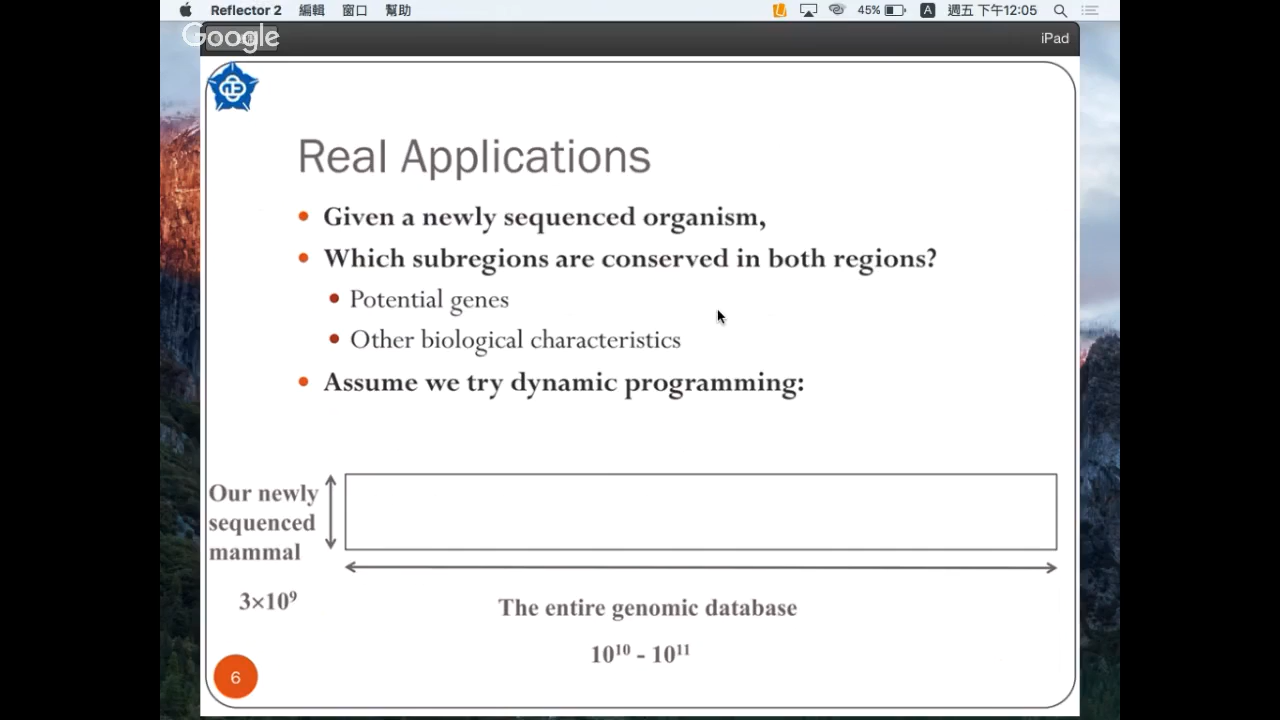 Reflector 2 編輯 窗口 幫助 45% A 週五 下午12:05
Google
iPad
Real Applications
• Given a newly sequenced organism,
• Which subregions are conserved in both regions?
• Potential genes
• Other biological characteristics
• Assume we try dynamic programming:
Our newly
sequenced
mammal
3×10⁹
The entire genomic database
10¹⁰ - 10¹¹
6